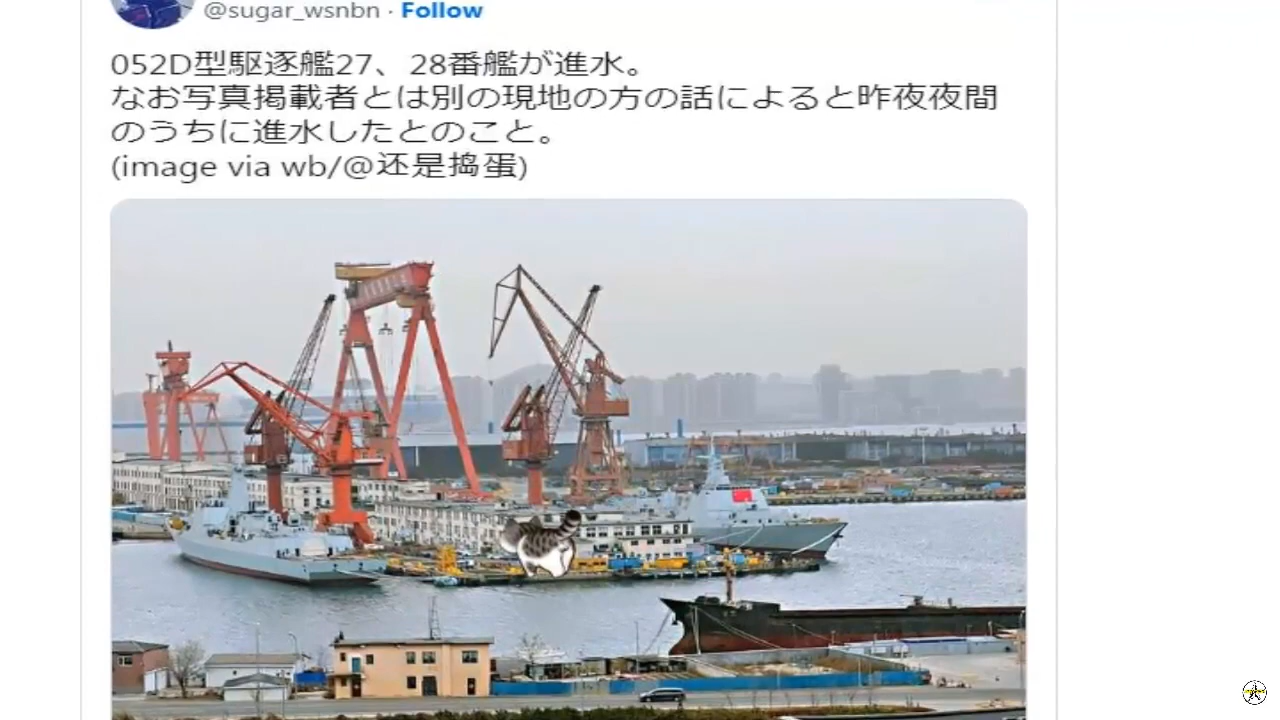 @sugar_wsnbn · Follow
052D型駆逐艦27、28番艦が進水。
なお写真掲載者とは別の現地の方の話によると昨夜夜間
のうちに進水したとのこと。
(image via wb/@还是捣蛋)